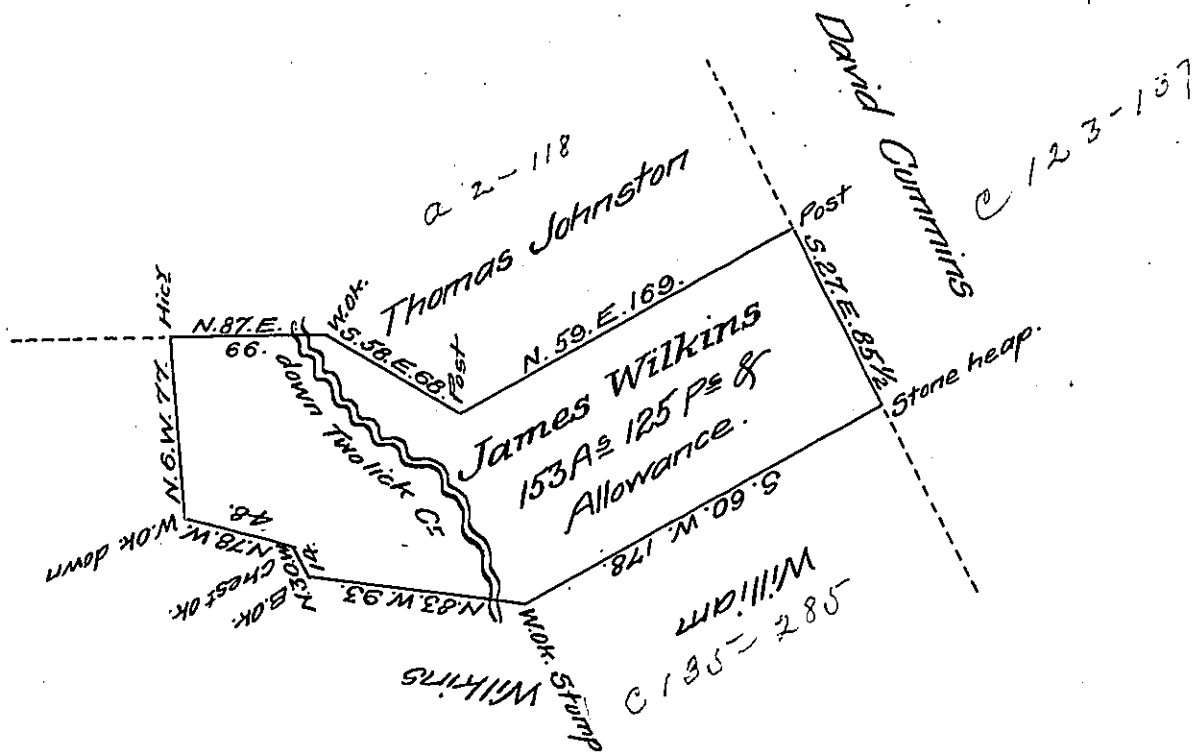 David Cummins
C 123-137
a 2-118
Thomas Johnston
Post
S. 27. E. 85½
Stone heap.
N. 59. E. 169.
Hicy
N. 87. E.
66.
W.ok.
S. 58. E. 68.
Post
down Twolick Cr
N. 6. W. 77.
James Wilkins
153 As 125 Ps &
Allowance.
S. 60. W. 178.
W.ok. down
N. 78. W.
48.
Chest ok.
N. 30 W
14.
B.ok.
N. 83. W. 93.
W.ok. Stump
William
Wilkins
C 135-285